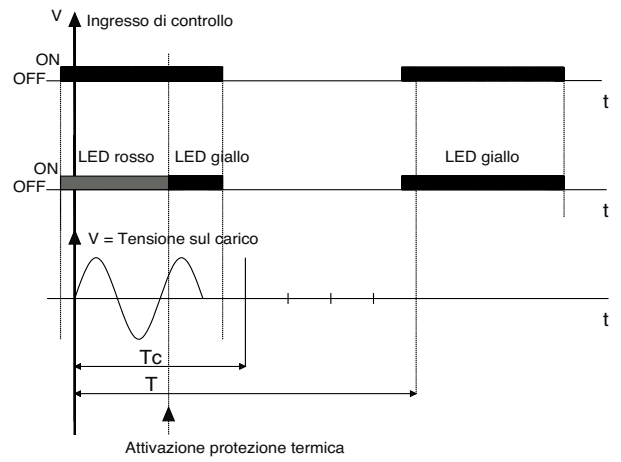 V Ingresso di controllo
ON
OFF
t
LED rosso LED giallo LED giallo
ON
OFF
t
V = Tensione sul carico
t
Tc
T
Attivazione protezione termica